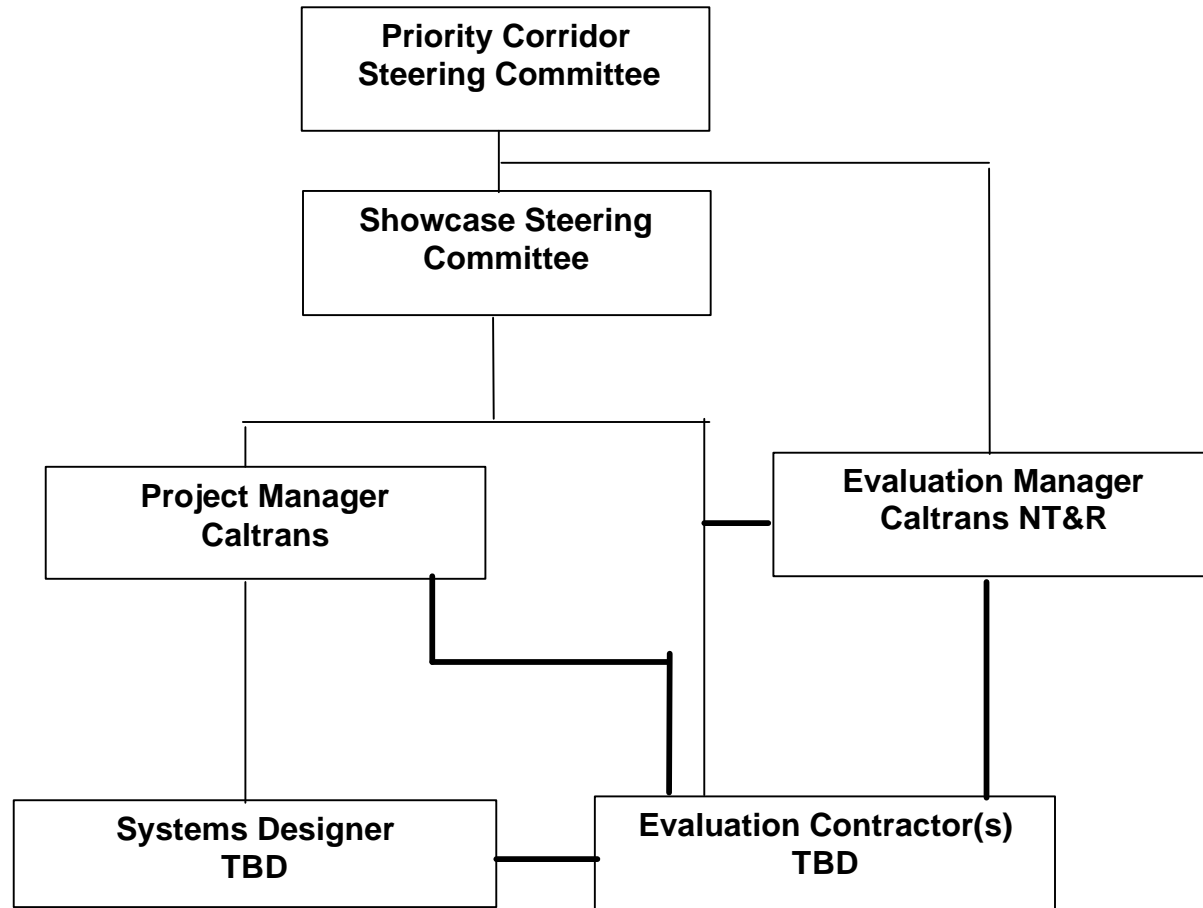 Priority Corridor
Steering Committee
Showcase Steering
Committee
Project Manager
Caltrans
Evaluation Manager
Caltrans NT&R
Systems Designer
TBD
Evaluation Contractor(s)
TBD